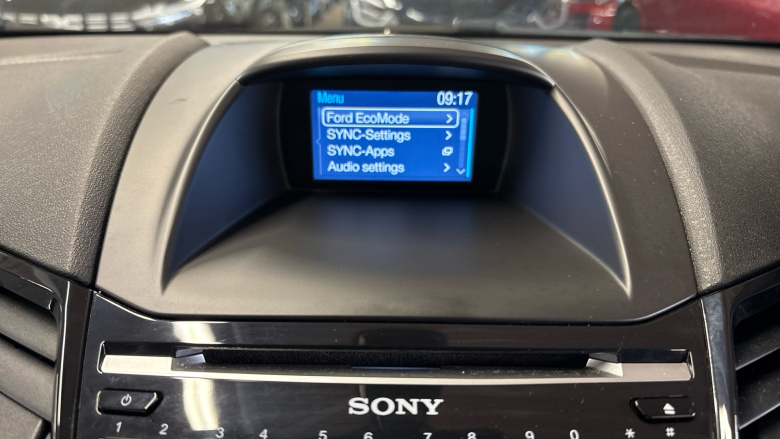 Menu 09:17
Ford EcoMode
SYNC-Settings
SYNC-Apps
Audio settings
SONY
1 2 3 4 5 6 7 8 9 0 * #